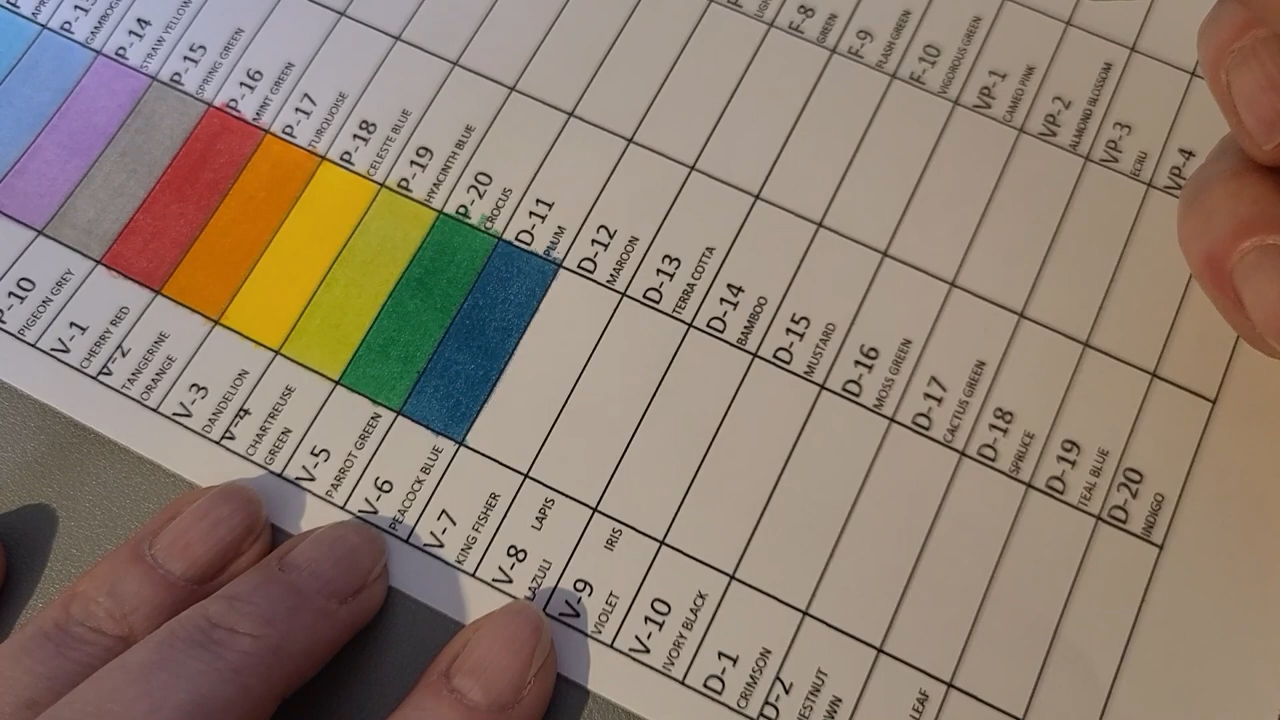 GAMBOGE
P-14
STRAW YELLOW
P-15
SPRING GREEN
P-16
MINT GREEN
P-17
TURQUOISE
P-18
CELESTE BLUE
P-19
HYACINTH BLUE
P-20
CROCUS
D-11
PLUM
D-12
MAROON
D-13
TERRA COTTA
D-14
BAMBOO
D-15
MUSTARD
D-16
MOSS GREEN
D-17
CACTUS GREEN
D-18
SPRUCE
D-19
TEAL BLUE
D-20
INDIGO
F-8
GREEN
F-9
FLASH GREEN
F-10
VIGOROUS GREEN
VP-1
CAMEO PINK
VP-2
ALMOND BLOSSOM
VP-3
ECRU
VP-4
P-10
PIGEON GREY
V-1
CHERRY RED
V-2
TANGERINE
ORANGE
V-3
DANDELION
V-4
CHARTREUSE
GREEN
V-5
PARROT GREEN
V-6
PEACOCK BLUE
V-7
KING FISHER
V-8 LAPIS
LAZULI
V-9 IRIS
VIOLET
V-10
IVORY BLACK
D-1
CRIMSON
D-2
LEAF